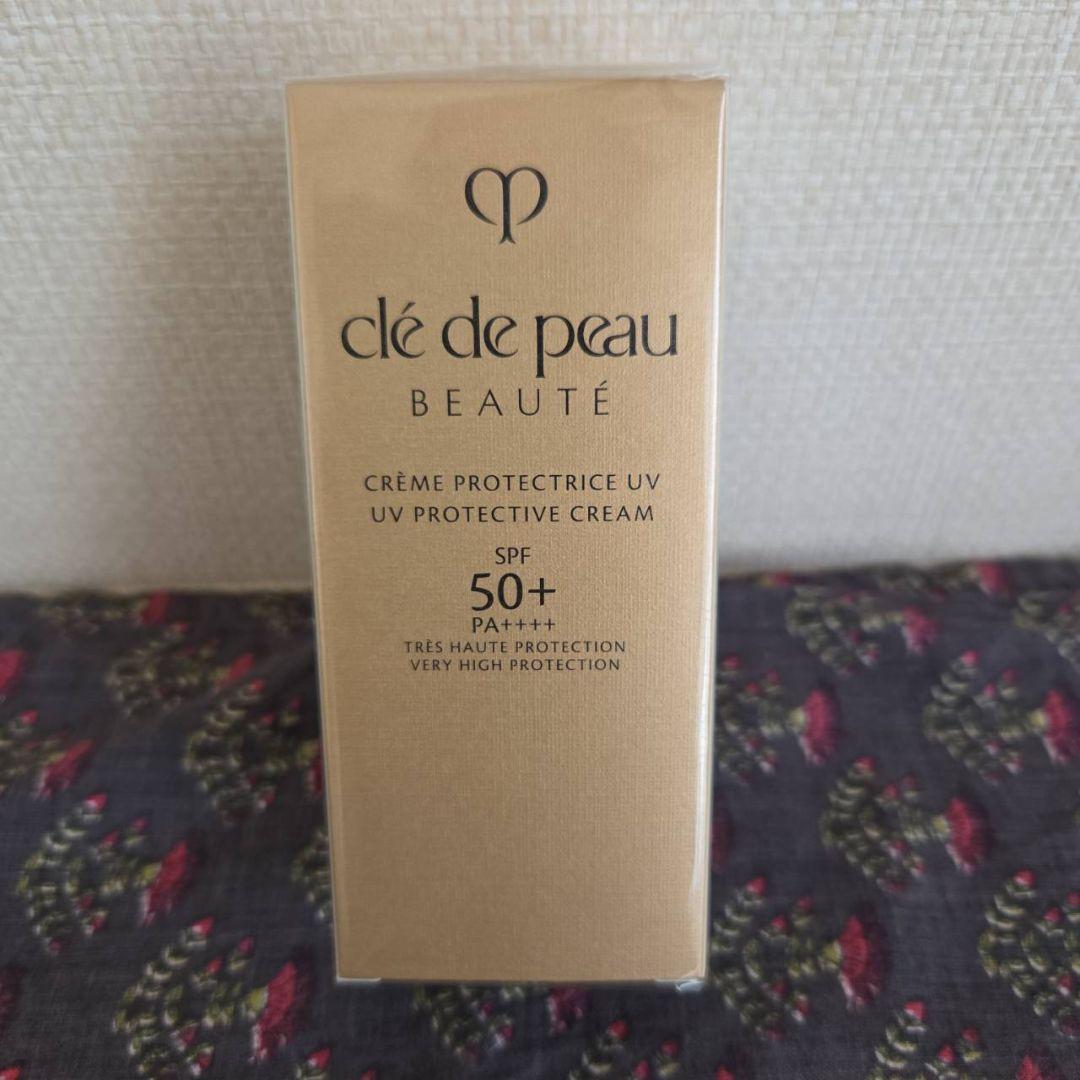 clé de peau
BEAUTÉ
CRÈME PROTECTRICE UV
UV PROTECTIVE CREAM
SPF
50+
PA++++
TRÈS HAUTE PROTECTION
VERY HIGH PROTECTION